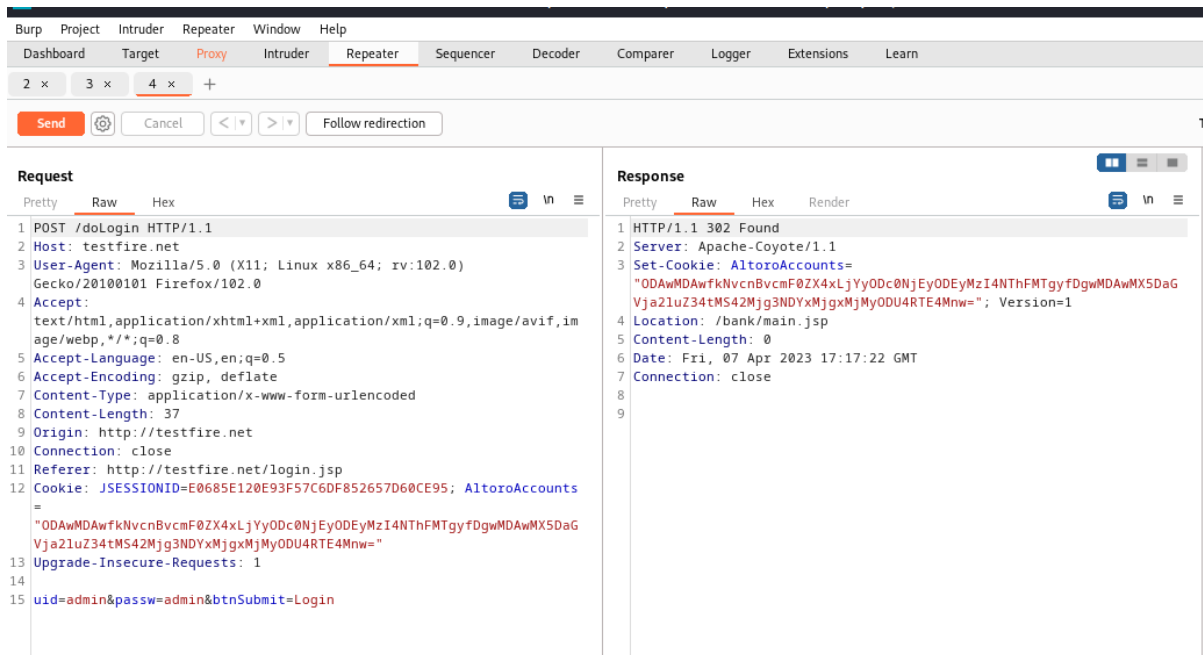 Burp Project Intruder Repeater Window Help
Dashboard Target Proxy Intruder Repeater Sequencer Decoder Comparer Logger Extensions Learn
2 × 3 × 4 × +
Send Cancel < > Follow redirection
Request
Pretty Raw Hex \n
1 POST /doLogin HTTP/1.1
2 Host: testfire.net
3 User-Agent: Mozilla/5.0 (X11; Linux x86_64; rv:102.0)
Gecko/20100101 Firefox/102.0
4 Accept:
text/html,application/xhtml+xml,application/xml;q=0.9,image/avif,im
age/webp,*/*;q=0.8
5 Accept-Language: en-US,en;q=0.5
6 Accept-Encoding: gzip, deflate
7 Content-Type: application/x-www-form-urlencoded
8 Content-Length: 37
9 Origin: http://testfire.net
10 Connection: close
11 Referer: http://testfire.net/login.jsp
12 Cookie: JSESSIONID=E0685E120E93F57C6DF852657D60CE95; AltoroAccounts
=
"ODAwMDAwfkNvcnBvcmF0ZX4xLjYyODc0NjEyODEyMzI4NThFMTgyfDgwMDAwMX5DaG
Vja2luZ34tMS42Mjg3NDYxMjgxMjMyODU4RTE4Mnw="
13 Upgrade-Insecure-Requests: 1
14
15 uid=admin&passw=admin&btnSubmit=Login
Response
Pretty Raw Hex Render \n
1 HTTP/1.1 302 Found
2 Server: Apache-Coyote/1.1
3 Set-Cookie: AltoroAccounts=
"ODAwMDAwfkNvcnBvcmF0ZX4xLjYyODc0NjEyODEyMzI4NThFMTgyfDgwMDAwMX5DaG
Vja2luZ34tMS42Mjg3NDYxMjgxMjMyODU4RTE4Mnw="; Version=1
4 Location: /bank/main.jsp
5 Content-Length: 0
6 Date: Fri, 07 Apr 2023 17:17:22 GMT
7 Connection: close
8
9